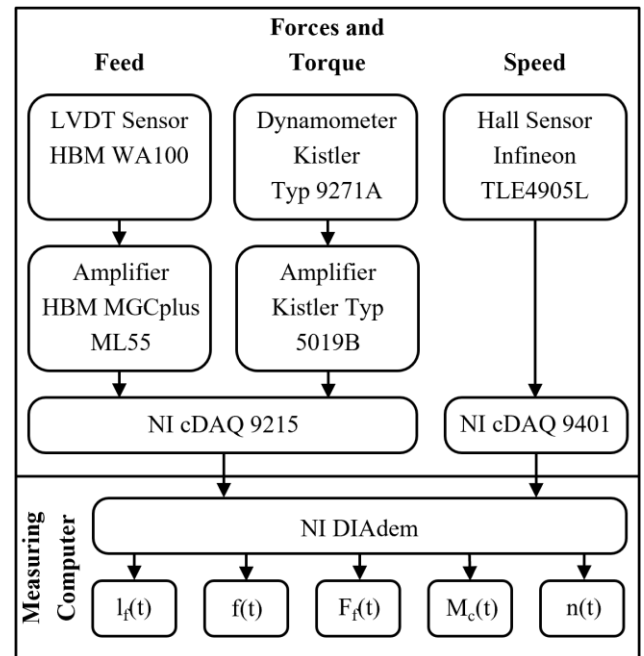 Feed
Forces and
Torque
Speed
LVDT Sensor
HBM WA100
Dynamometer
Kistler
Typ 9271A
Hall Sensor
Infineon
TLE4905L
Amplifier
HBM MGCplus
ML55
Amplifier
Kistler Typ
5019B
NI cDAQ 9215
NI cDAQ 9401
Measuring
Computer
NI DIAdem
l_f(t)
f(t)
F_f(t)
M_c(t)
n(t)